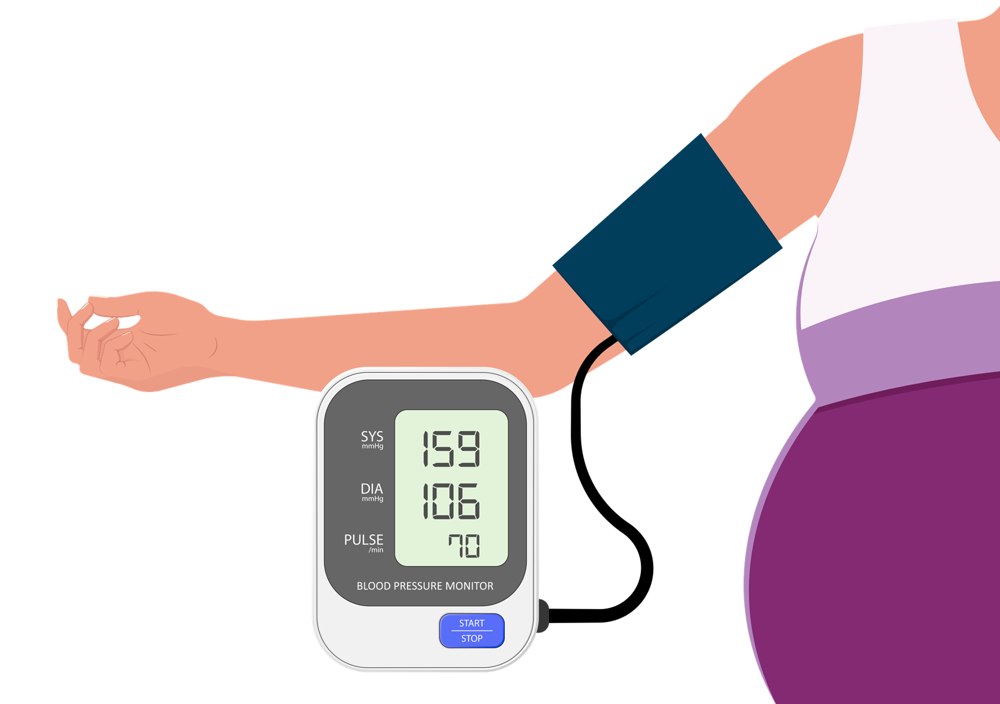 SYS
mmHg
159
DIA
mmHg
106
PULSE
/min
70
BLOOD PRESSURE MONITOR
START
STOP